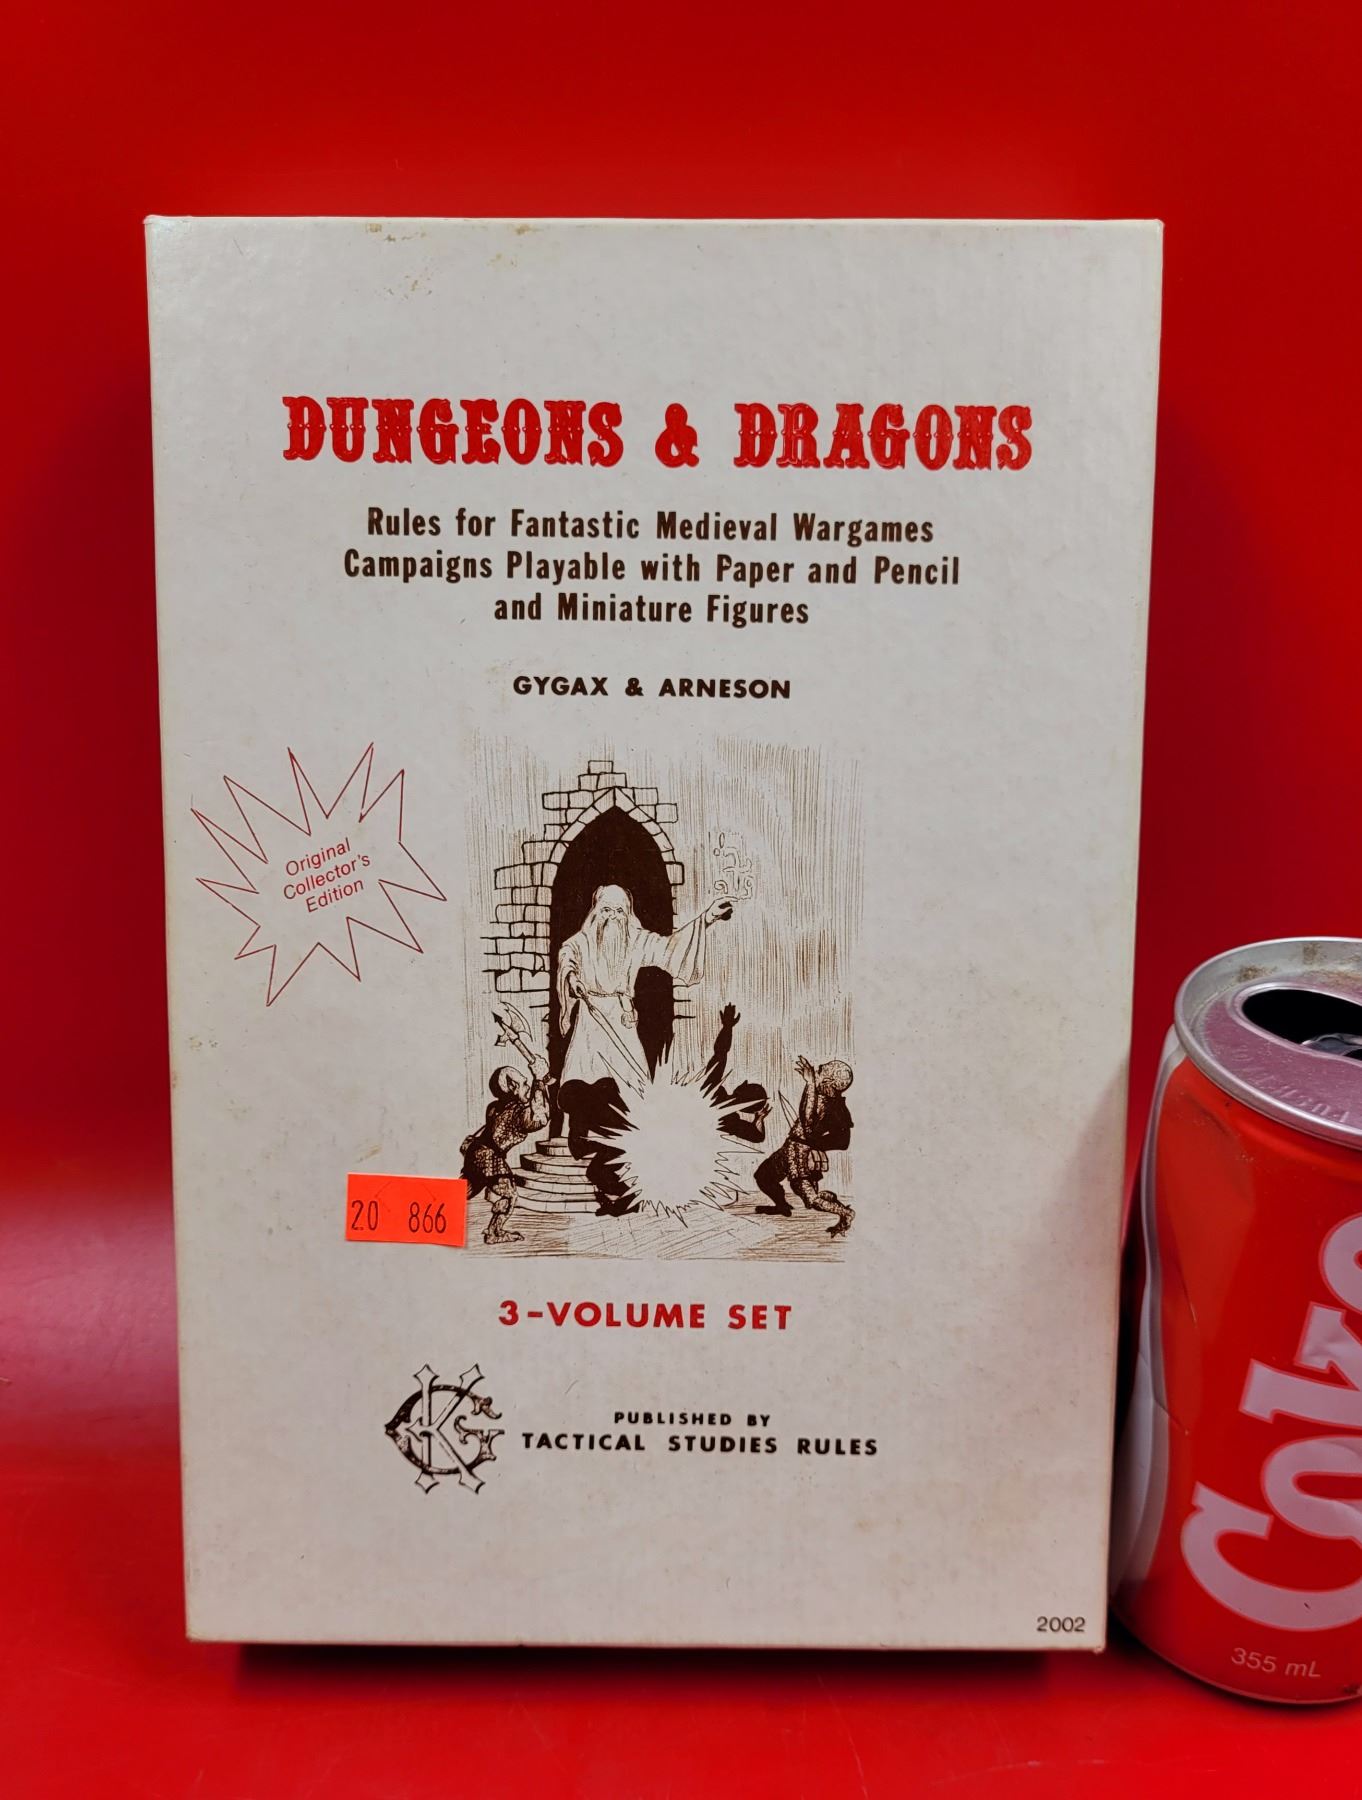 DUNGEONS & DRAGONS
Rules for Fantastic Medieval Wargames
Campaigns Playable with Paper and Pencil
and Miniature Figures
GYGAX & ARNESON
Original
Collector's
Edition
20 866
3-VOLUME SET
GK
PUBLISHED BY
TACTICAL STUDIES RULES
2002
Coke
355 mL